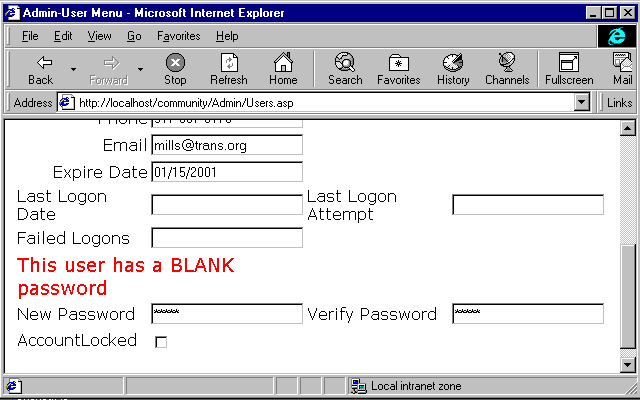 Admin-User Menu - Microsoft Internet Explorer
File Edit View Go Favorites Help
Back Forward Stop Refresh Home Search Favorites History Channels Fullscreen Mail
Address http://localhost/community/Admin/Users.asp Links
Phone
Email mills@trans.org
Expire Date 01/15/2001
Last Logon Date Last Logon Attempt
Failed Logons
This user has a BLANK
password
New Password ***** Verify Password *****
AccountLocked
Local intranet zone